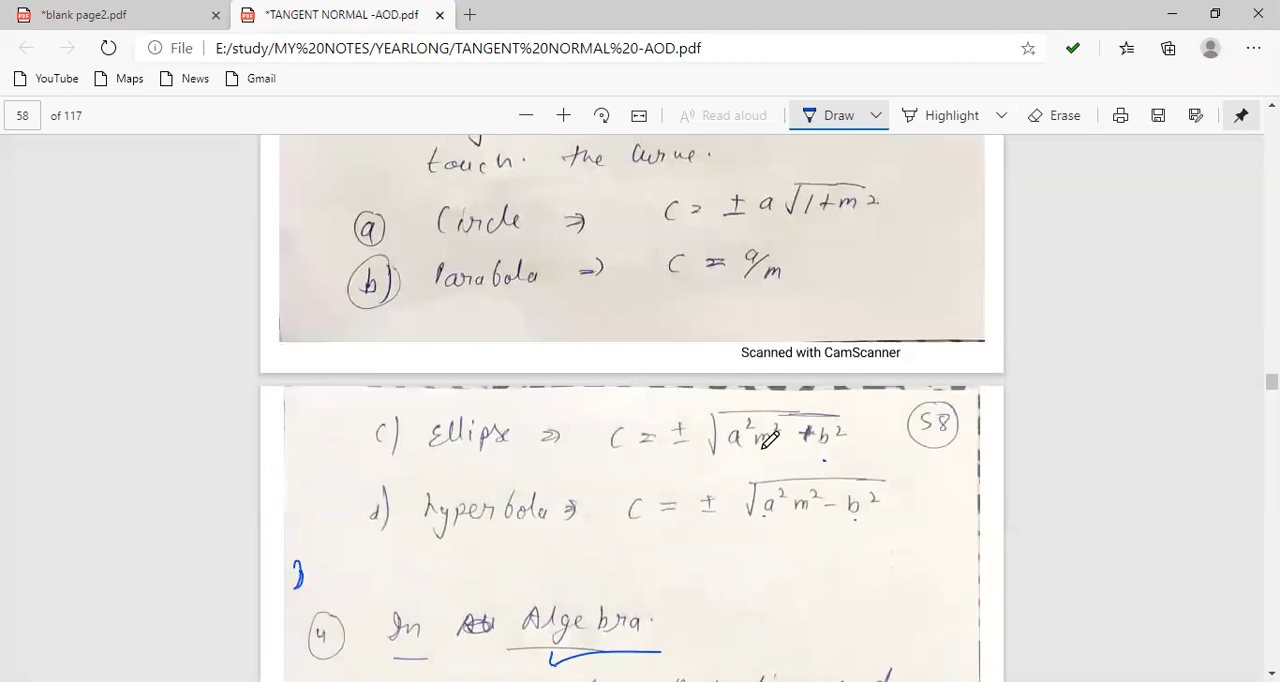 *blank page2.pdf
*TANGENT NORMAL -AOD.pdf
File E:/study/MY%20NOTES/YEARLONG/TANGENT%20NORMAL%20-AOD.pdf
YouTube Maps News Gmail
58 of 117 Read aloud Draw Highlight Erase
touch. the curve.
a) Circle ⇒ C = ± a √1+m²
b) Parabola ⇒ C = a/m
Scanned with CamScanner
c) Ellipse ⇒ C = ± √a²m² + b² 58
d) hyperbola ⇒ C = ± √a²m² - b²
4 In Algebra.